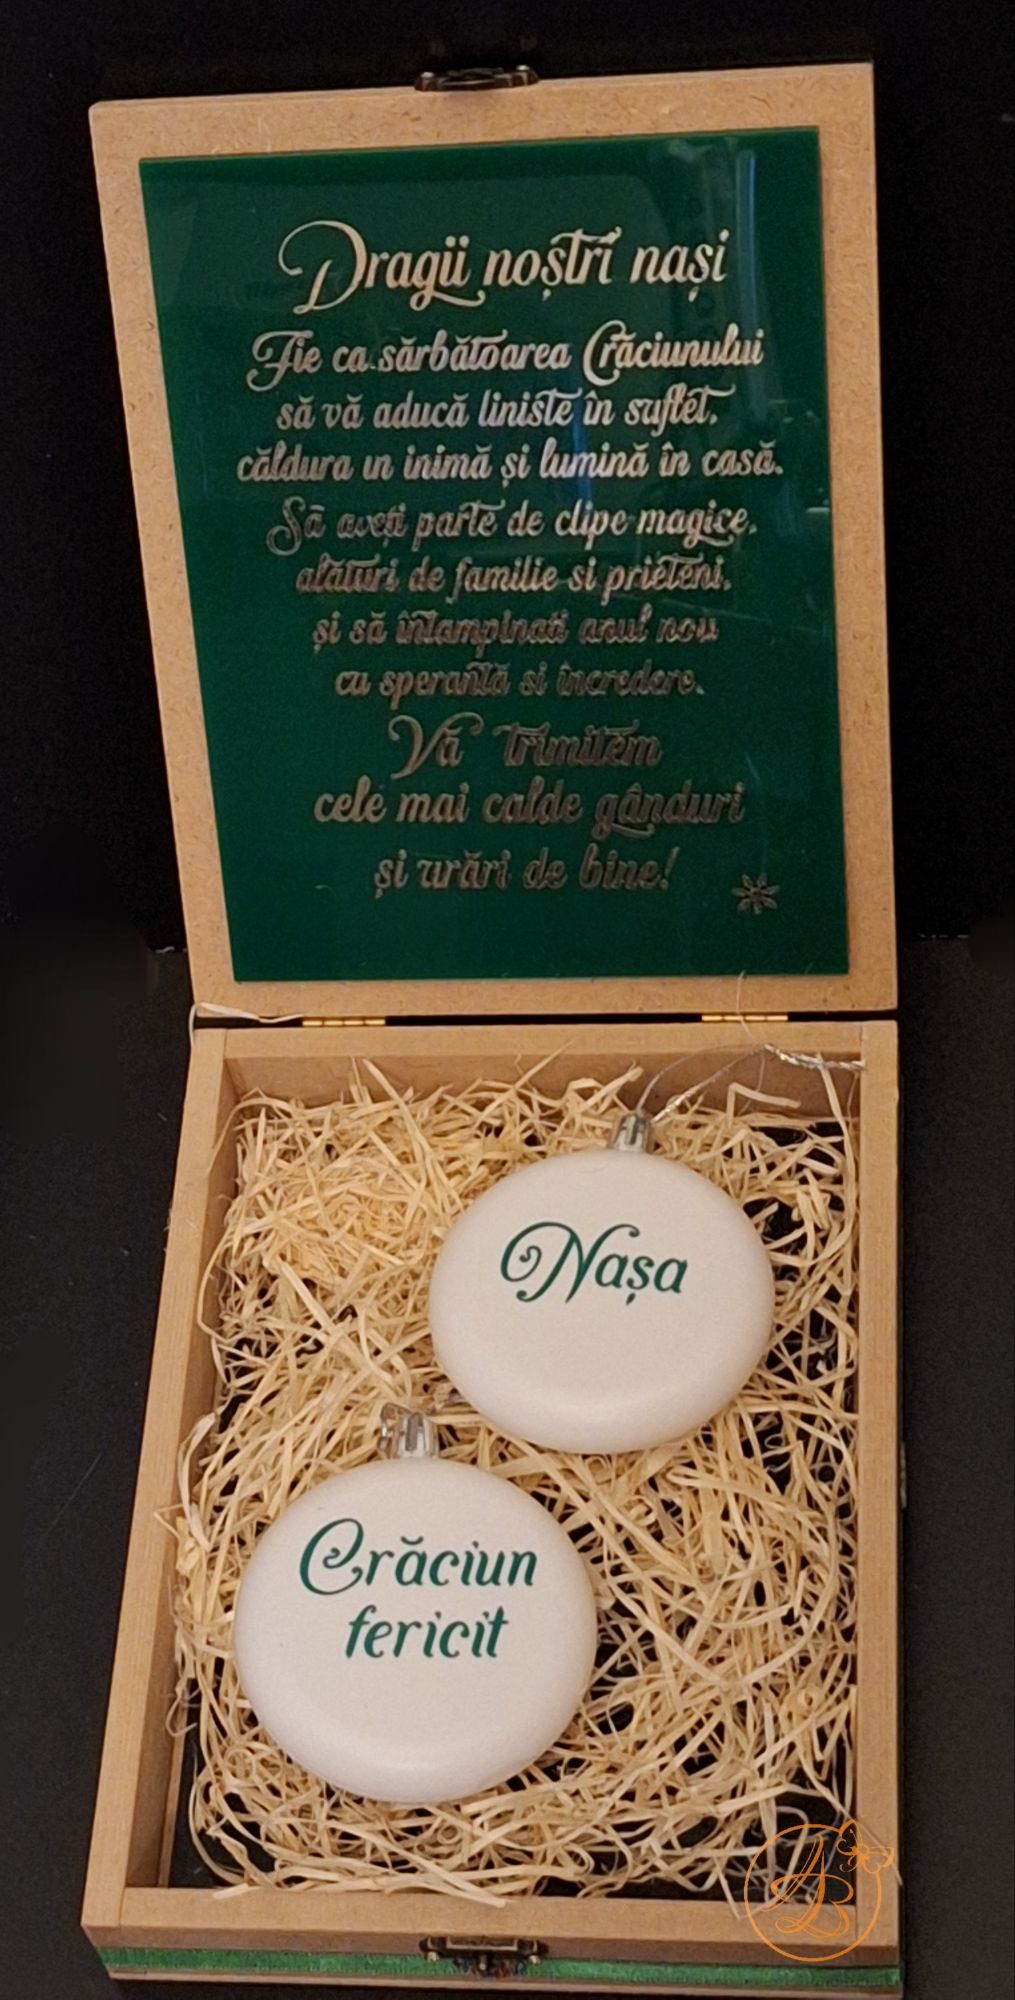 Dragii noștri nași
Fie ca sărbătoarea Crăciunului
să vă aducă liniste în suflet,
căldura in inimă și lumină în casă.
Să aveți parte de clipe magice,
alături de familie si prieteni,
și să întampinati anul nou
cu speranță si încredere.
Vă trimitem
cele mai calde gânduri
și urări de bine!
Nașa
Crăciun
fericit
AB